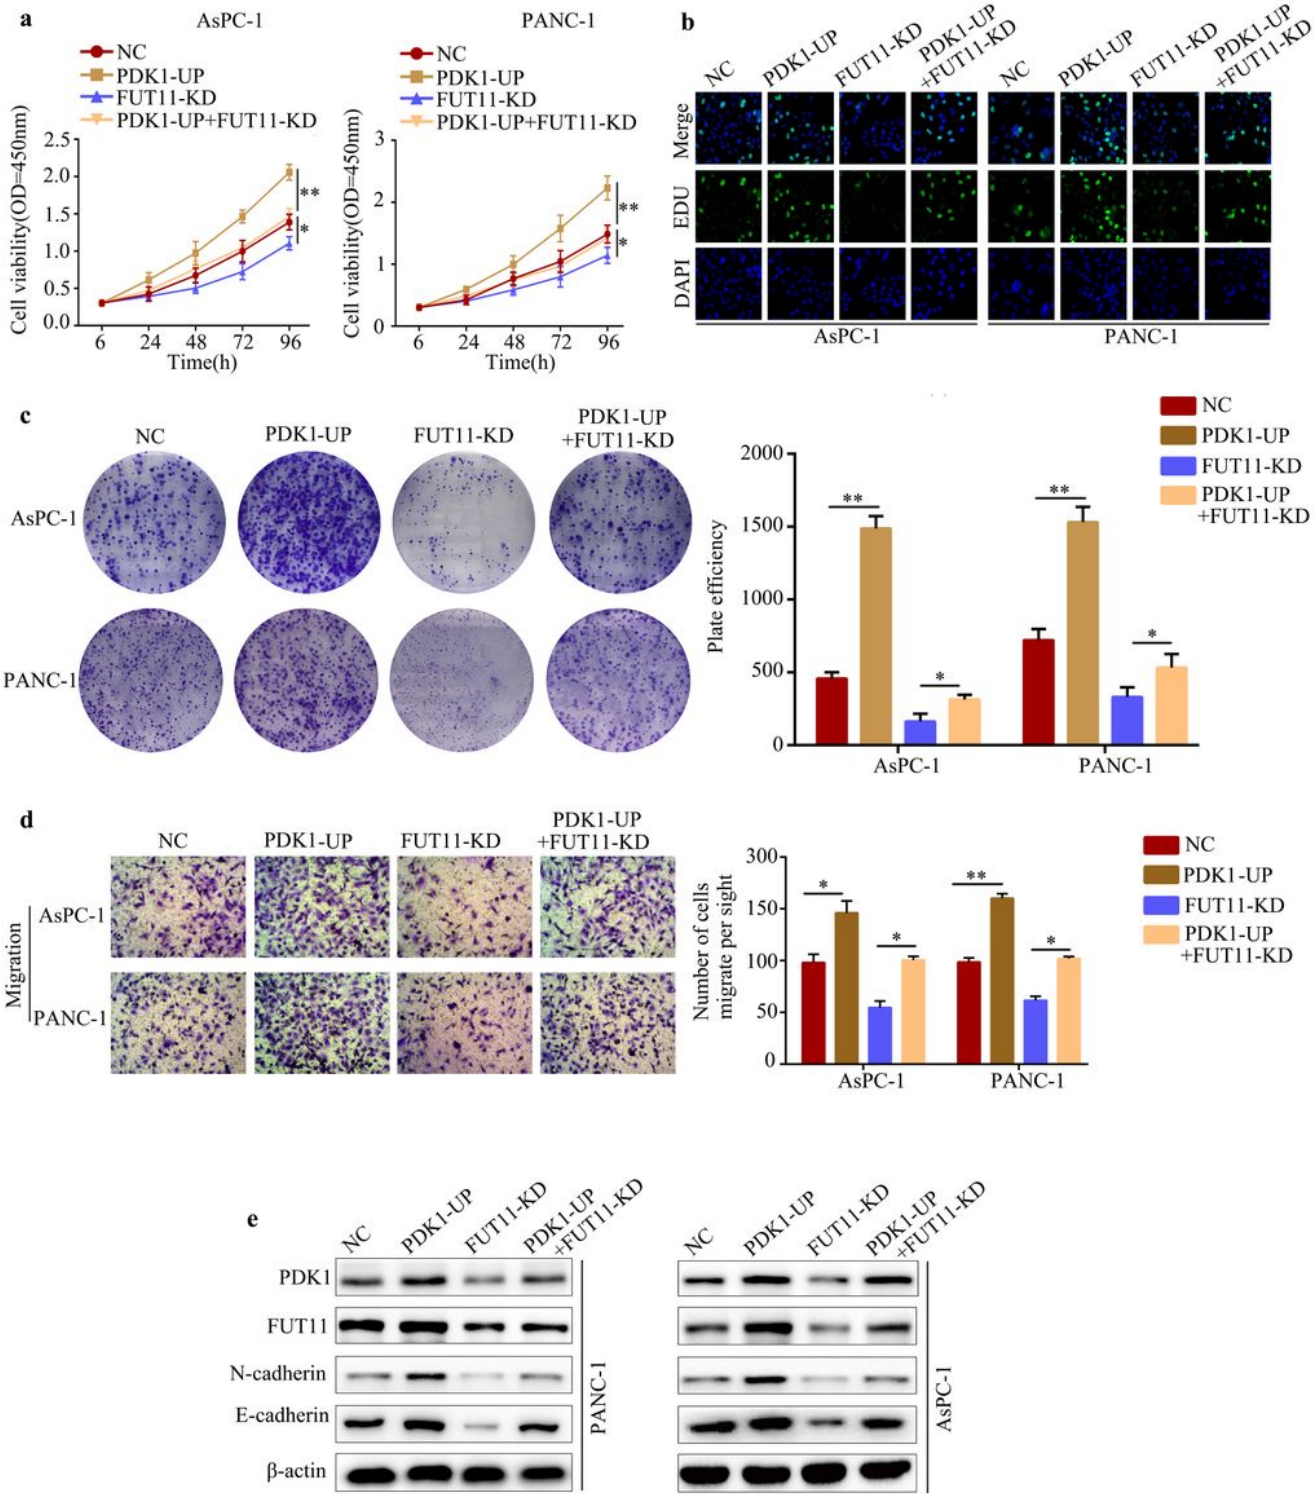 a
AsPC-1
NC
PDK1-UP
FUT11-KD
PDK1-UP+FUT11-KD
Cell viability(OD=450nm)
2.5
2.0
1.5
1.0
0.5
0.0
**
*
6 24 48 72 96
Time(h)
PANC-1
NC
PDK1-UP
FUT11-KD
PDK1-UP+FUT11-KD
Cell viability(OD=450nm)
3
2
1
0
**
*
6 24 48 72 96
Time(h)
b
NC
PDK1-UP
FUT11-KD
PDK1-UP
+FUT11-KD
NC
PDK1-UP
FUT11-KD
PDK1-UP
+FUT11-KD
Merge
EDU
DAPI
AsPC-1
PANC-1
c
NC
PDK1-UP
FUT11-KD
PDK1-UP
+FUT11-KD
AsPC-1
PANC-1
Plate efficiency
2000
1500
1000
500
0
**
*
**
*
AsPC-1
PANC-1
NC
PDK1-UP
FUT11-KD
PDK1-UP
+FUT11-KD
d
NC
PDK1-UP
FUT11-KD
PDK1-UP
+FUT11-KD
Migration
AsPC-1
PANC-1
Number of cells
migrate per sight
300
150
100
50
0
*
*
**
*
AsPC-1
PANC-1
NC
PDK1-UP
FUT11-KD
PDK1-UP
+FUT11-KD
e
NC
PDK1-UP
FUT11-KD
PDK1-UP
+FUT11-KD
NC
PDK1-UP
FUT11-KD
PDK1-UP
+FUT11-KD
PDK1
FUT11
N-cadherin
E-cadherin
β-actin
PANC-1
AsPC-1